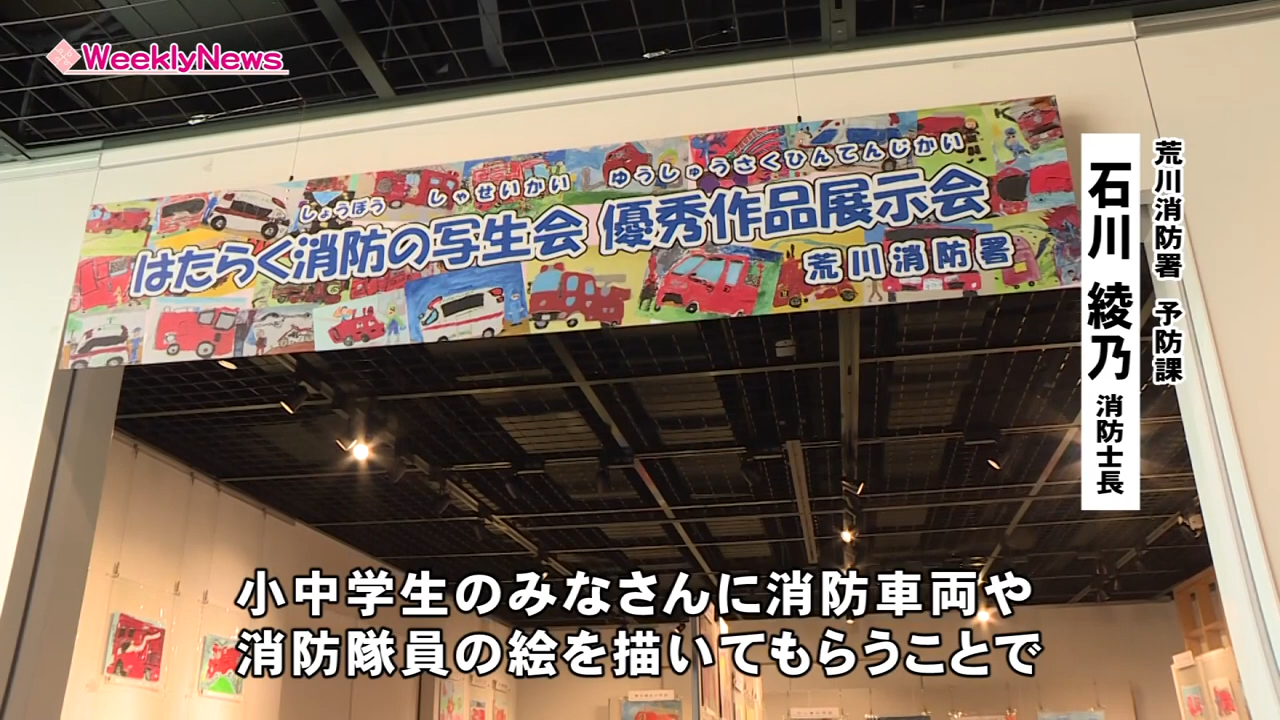 WeeklyNews
しょうぼう しゃせいかい ゆうしゅうさくひんてんじかい
はたらく消防の写生会 優秀作品展示会
荒川消防署
荒川消防署 予防課
石川 綾乃 消防士長
小中学生のみなさんに消防車両や
消防隊員の絵を描いてもらうことで